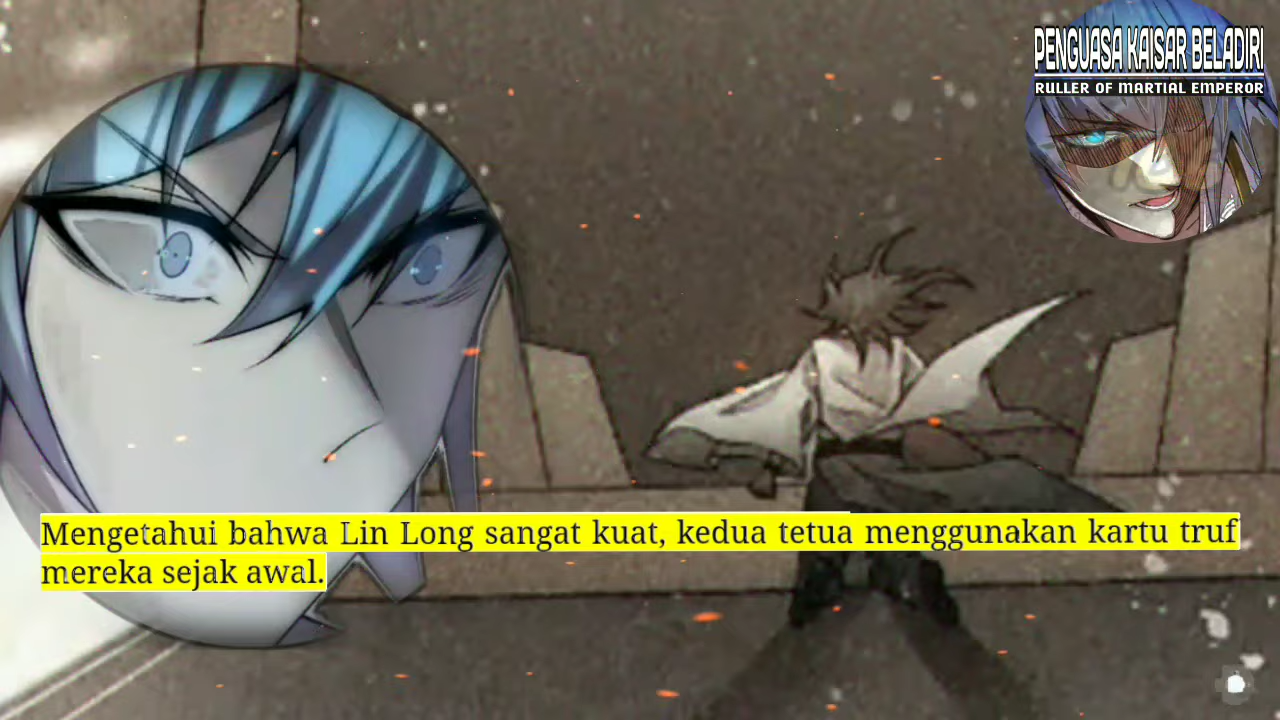 PENGUASA KAISAR BELADIRI
RULLER OF MARTIAL EMPEROR
Mengetahui bahwa Lin Long sangat kuat, kedua tetua menggunakan kartu truf
mereka sejak awal.